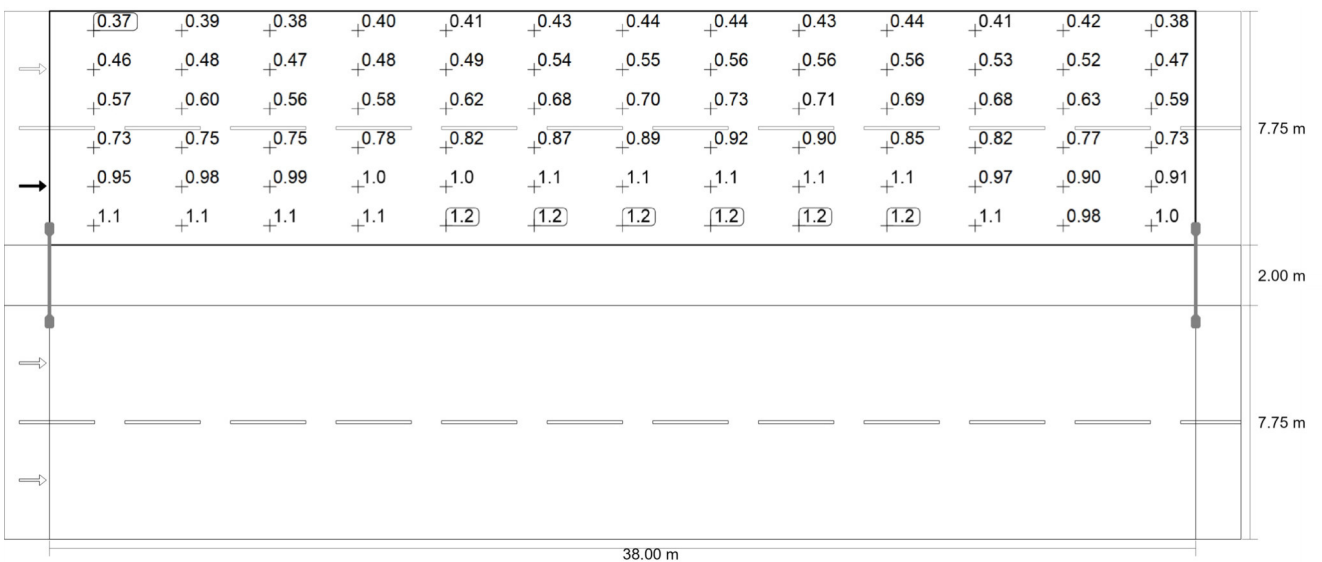 0.37 0.39 0.38 0.40 0.41 0.43 0.44 0.44 0.43 0.44 0.41 0.42 0.38
0.46 0.48 0.47 0.48 0.49 0.54 0.55 0.56 0.56 0.56 0.53 0.52 0.47
0.57 0.60 0.56 0.58 0.62 0.68 0.70 0.73 0.71 0.69 0.68 0.63 0.59
7.75 m
0.73 0.75 0.75 0.78 0.82 0.87 0.89 0.92 0.90 0.85 0.82 0.77 0.73
0.95 0.98 0.99 1.0 1.0 1.1 1.1 1.1 1.1 1.1 0.97 0.90 0.91
1.1 1.1 1.1 1.1 1.2 1.2 1.2 1.2 1.2 1.2 1.1 0.98 1.0
2.00 m
7.75 m
38.00 m